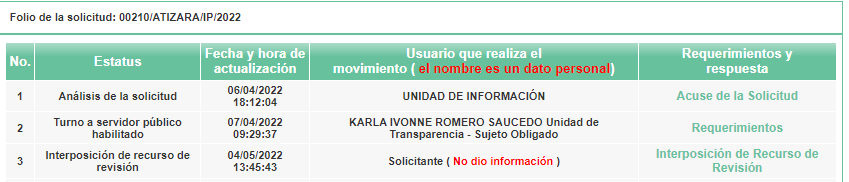 Folio de la solicitud: 00210/ATIZARA/IP/2022
No.
Estatus
Fecha y hora de
actualización
Usuario que realiza el
movimiento ( el nombre es un dato personal)
Requerimientos y
respuesta
1
Análisis de la solicitud
06/04/2022
18:12:04
UNIDAD DE INFORMACIÓN
Acuse de la Solicitud
2
Turno a servidor público
habilitado
07/04/2022
09:29:37
KARLA IVONNE ROMERO SAUCEDO Unidad de
Transparencia - Sujeto Obligado
Requerimientos
3
Interposición de recurso de
revisión
04/05/2022
13:45:43
Solicitante ( No dio información )
Interposición de Recurso de
Revisión